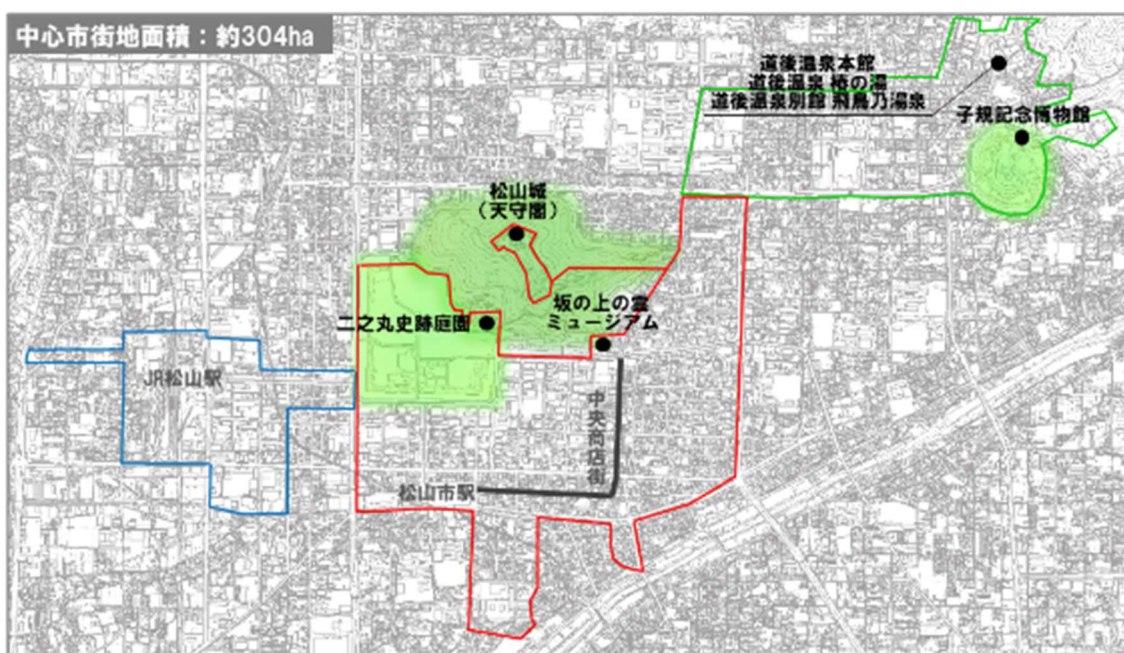 中心市街地面積：約304ha
道後温泉本館
道後温泉 椿の湯
道後温泉別館 飛鳥乃湯泉
子規記念博物館
松山城
（天守閣）
坂の上の雲
ミュージアム
二之丸史跡庭園
JR松山駅
中央商店街
松山市駅